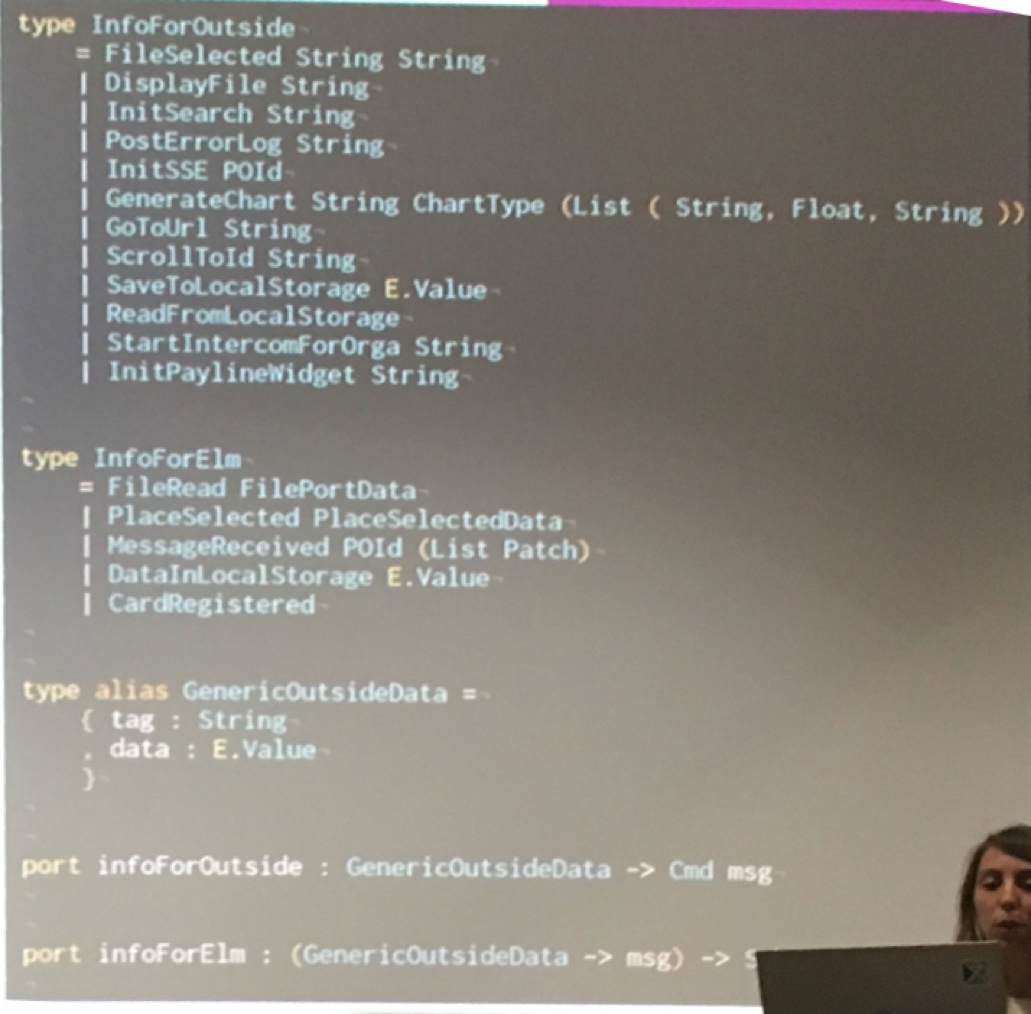 type InfoForOutside
    = FileSelected String String
    | DisplayFile String
    | InitSearch String
    | PostErrorLog String
    | InitSSE POId
    | GenerateChart String ChartType (List ( String, Float, String ))
    | GoToUrl String
    | ScrollToId String
    | SaveToLocalStorage E.Value
    | ReadFromLocalStorage
    | StartIntercomForOrga String
    | InitPaylineWidget String
type InfoForElm
    = FileRead FilePortData
    | PlaceSelected PlaceSelectedData
    | MessageReceived POId (List Patch)
    | DataInLocalStorage E.Value
    | CardRegistered
type alias GenericOutsideData =
    { tag : String
    , data : E.Value
    }
port infoForOutside : GenericOutsideData -> Cmd msg
port infoForElm : (GenericOutsideData -> msg) ->